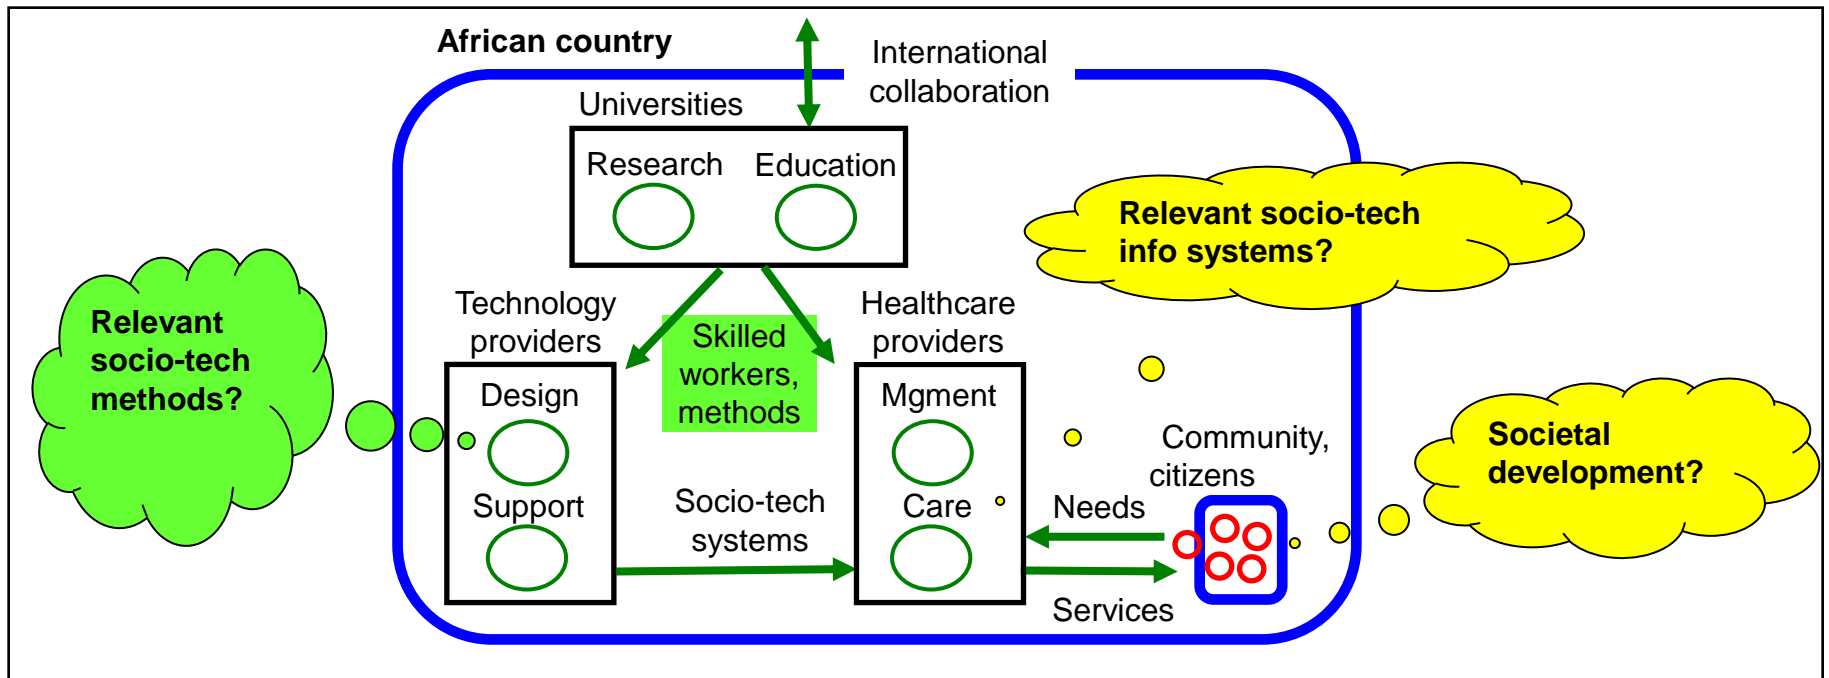 African country
International
collaboration
Universities
Research
Education
Relevant socio-tech
info systems?
Relevant
socio-tech
methods?
Technology
providers
Skilled
workers,
methods
Healthcare
providers
Design
Support
Mgment
Care
Socio-tech
systems
Community,
citizens
Needs
Services
Societal
development?